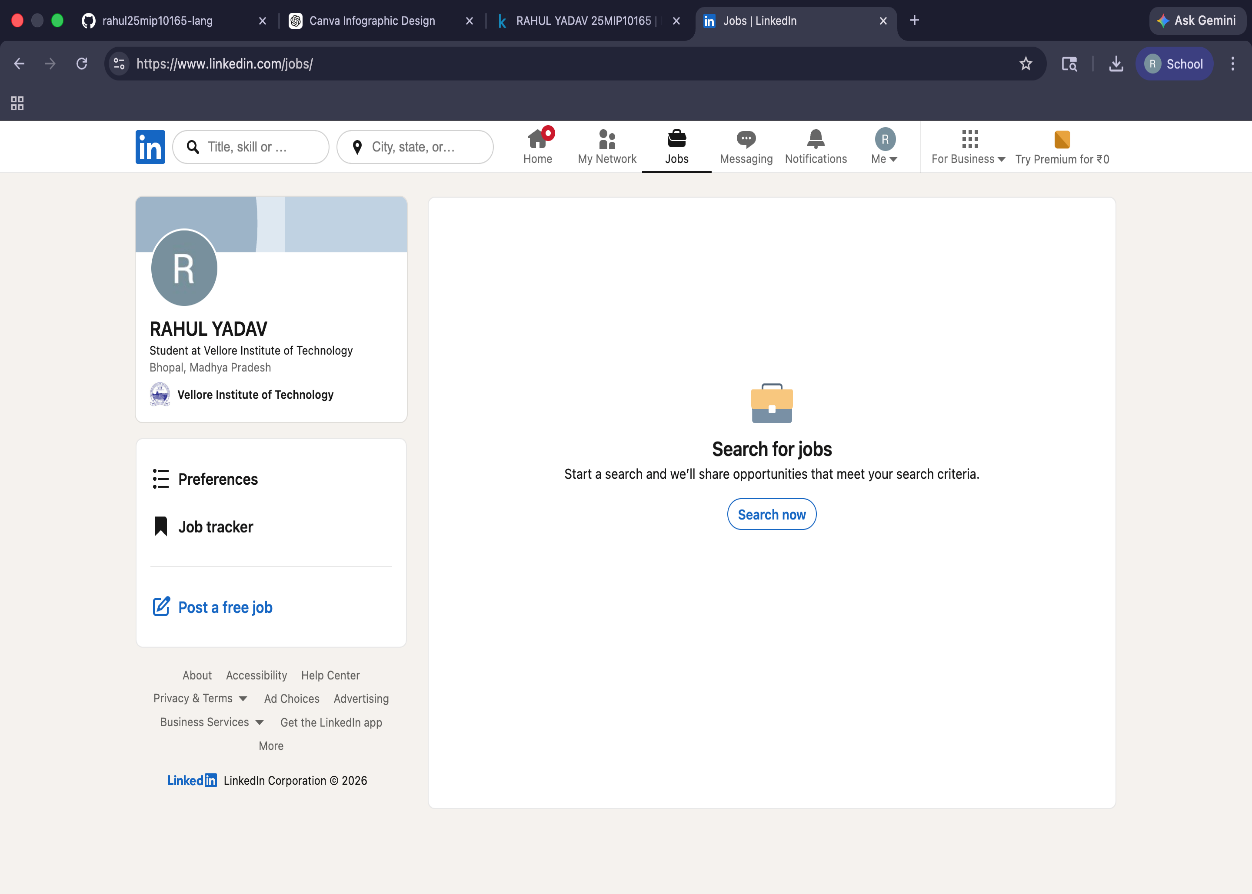 rahul25mip10165-lang
Canva Infographic Design
RAHUL YADAV 25MIP10165 |
Jobs | LinkedIn
Ask Gemini
https://www.linkedin.com/jobs/
R School
in
Title, skill or ...
City, state, or...
Home
My Network
Jobs
Messaging
Notifications
R
Me
For Business
Try Premium for ₹0
R
RAHUL YADAV
Student at Vellore Institute of Technology
Bhopal, Madhya Pradesh
Vellore Institute of Technology
Preferences
Job tracker
Post a free job
Search for jobs
Start a search and we'll share opportunities that meet your search criteria.
Search now
About Accessibility Help Center
Privacy & Terms Ad Choices Advertising
Business Services Get the LinkedIn app
More
LinkedIn LinkedIn Corporation © 2026